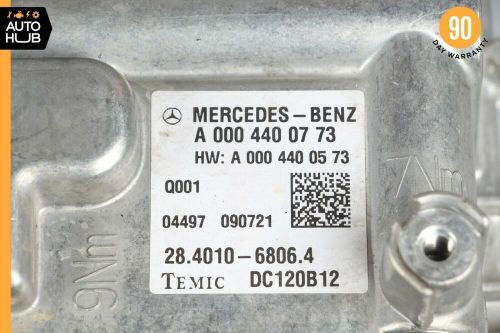 AUTO
HUB
90
DAY WARRANTY
MERCEDES-BENZ
A 000 440 07 73
HW: A 000 440 05 73
Q001
04497 090721
28.4010-6806.4
TEMIC DC120B12
9Nm
7Nm